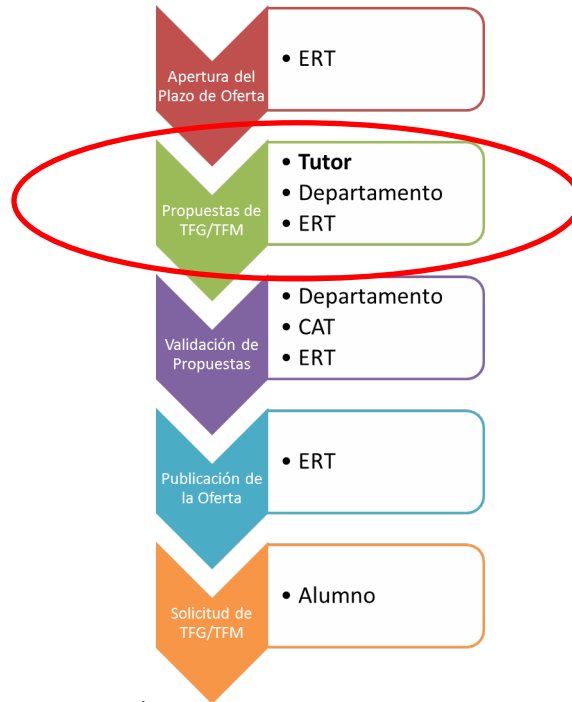 Apertura del
Plazo de Oferta
• ERT
Propuestas de
TFG/TFM
• Tutor
• Departamento
• ERT
Validación de
Propuestas
• Departamento
• CAT
• ERT
Publicación de
la Oferta
• ERT
Solicitud de
TFG/TFM
• Alumno